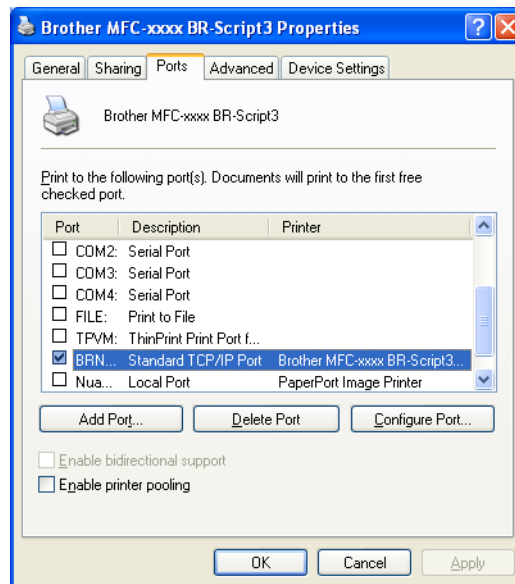 Brother MFC-xxxx BR-Script3 Properties
General Sharing Ports Advanced Device Settings
Brother MFC-xxxx BR-Script3
Print to the following port(s). Documents will print to the first free
checked port.
Port Description Printer
COM2: Serial Port
COM3: Serial Port
COM4: Serial Port
FILE: Print to File
TPVM: ThinPrint Print Port f...
BRN... Standard TCP/IP Port Brother MFC-xxxx BR-Script3...
Nua... Local Port PaperPort Image Printer
Add Port... Delete Port Configure Port...
Enable bidirectional support
Enable printer pooling
OK Cancel Apply